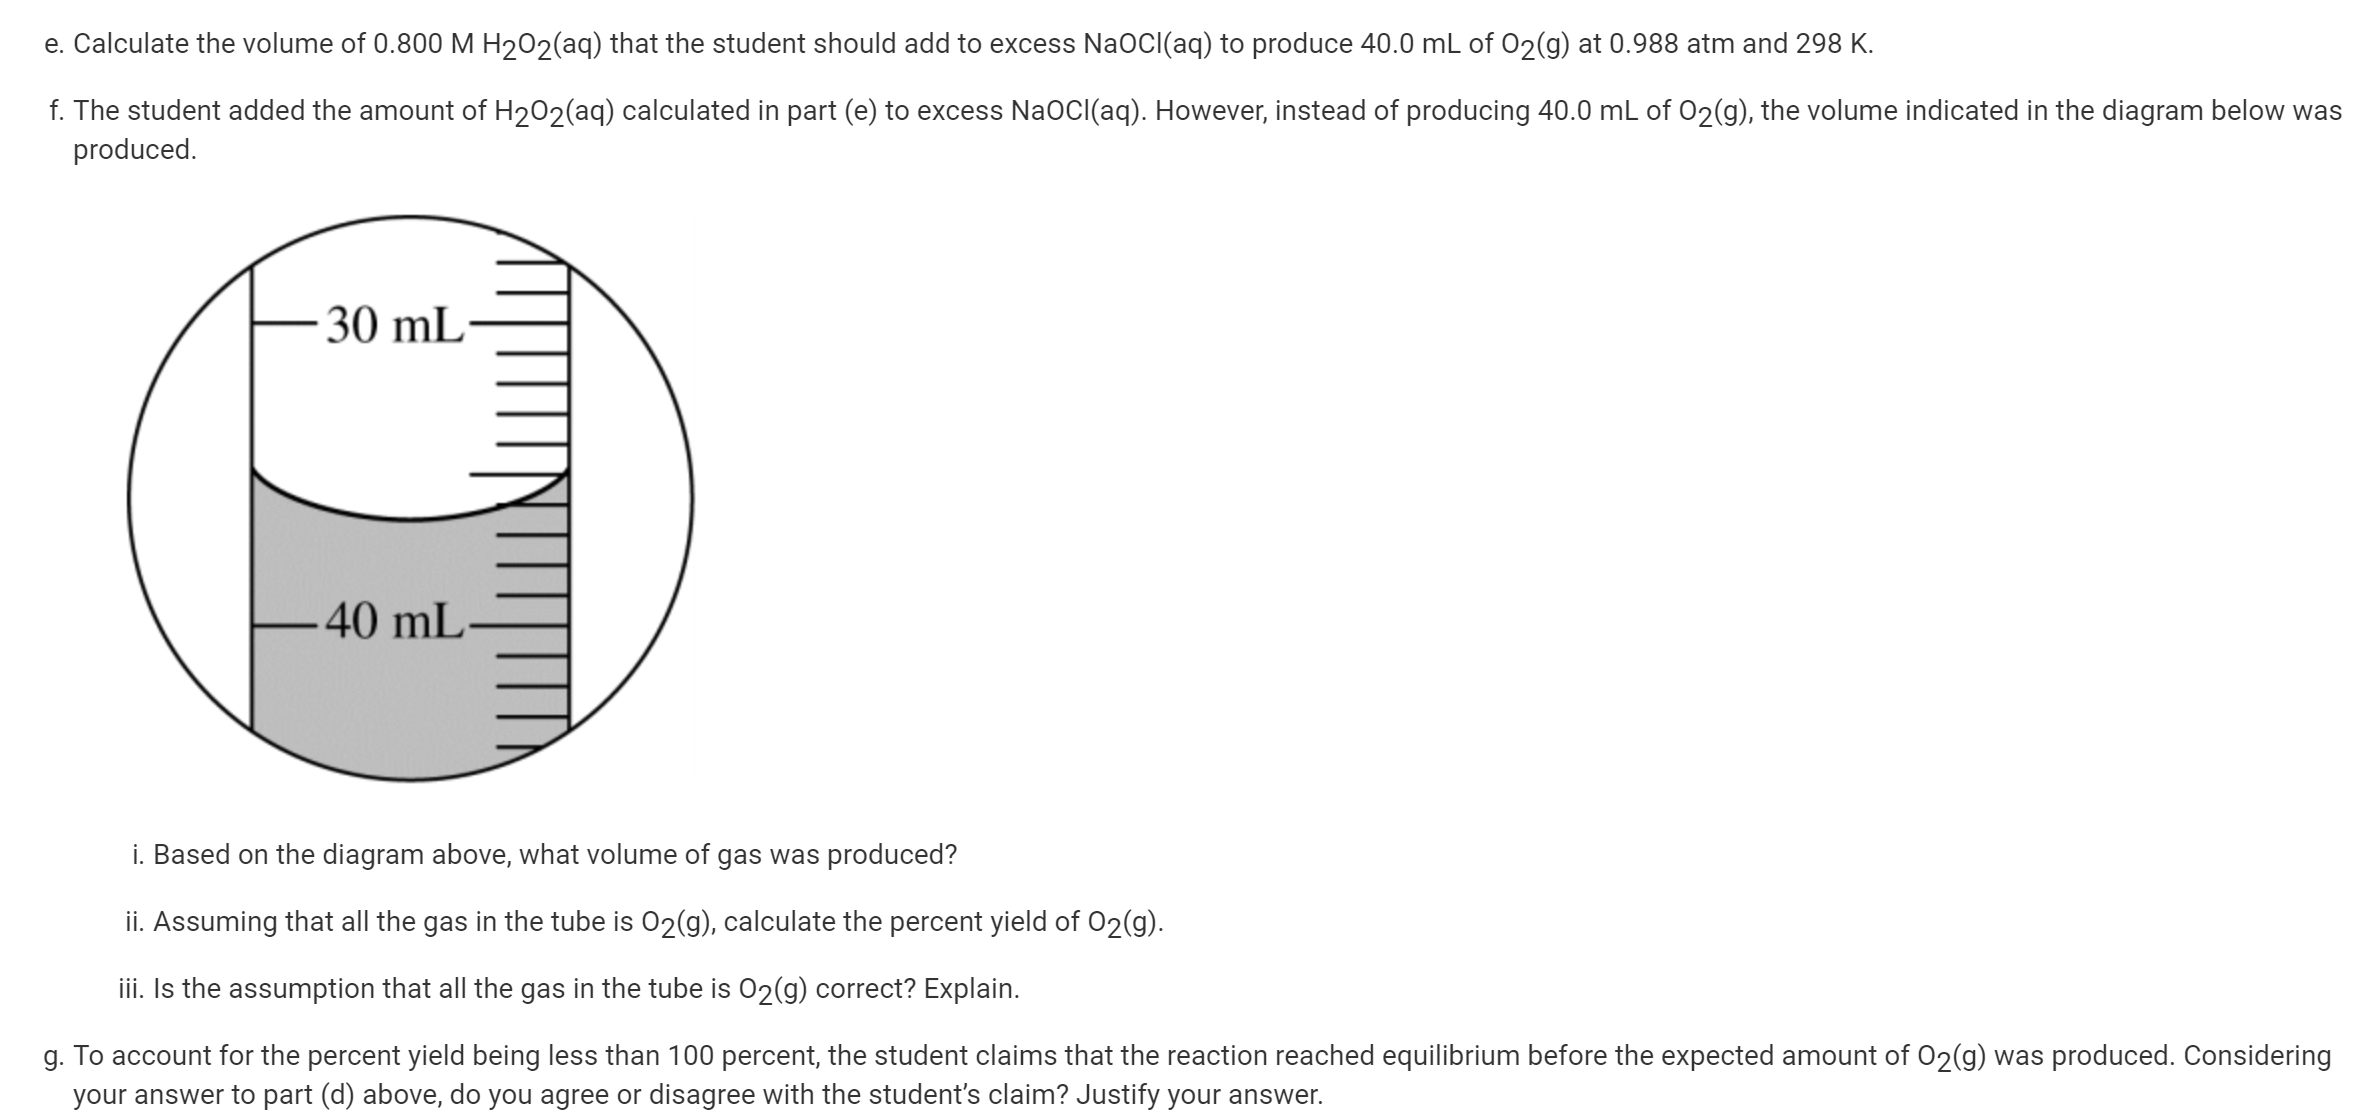 e. Calculate the volume of 0.800 M H2O2(aq) that the student should add to excess NaOCl(aq) to produce 40.0 mL of O2(g) at 0.988 atm and 298 K.
f. The student added the amount of H2O2(aq) calculated in part (e) to excess NaOCl(aq). However, instead of producing 40.0 mL of O2(g), the volume indicated in the diagram below was
produced.
30 mL
40 mL
i. Based on the diagram above, what volume of gas was produced?
ii. Assuming that all the gas in the tube is O2(g), calculate the percent yield of O2(g).
iii. Is the assumption that all the gas in the tube is O2(g) correct? Explain.
g. To account for the percent yield being less than 100 percent, the student claims that the reaction reached equilibrium before the expected amount of O2(g) was produced. Considering
your answer to part (d) above, do you agree or disagree with the student’s claim? Justify your answer.